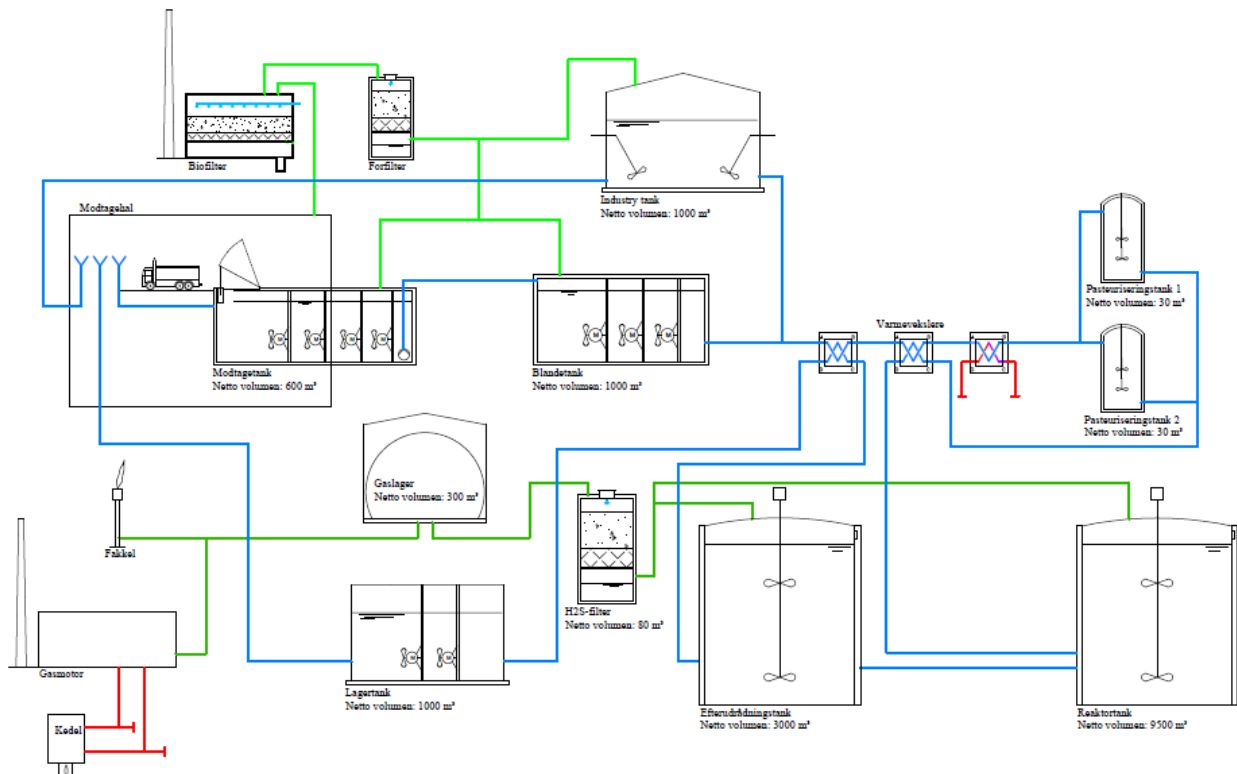 Biofilter
Forfilter
Industry tank
Netto volumen: 1000 m³
Modtagehal
Pasteuriseringstank 1
Netto volumen: 30 m³
Varmevekslere
M M M M
M M M
Modtagetank
Netto volumen: 600 m³
Blandetank
Netto volumen: 1000 m³
Pasteuriseringstank 2
Netto volumen: 30 m³
Gaslager
Netto volumen: 300 m³
Fakkel
H2S-filter
Netto volumen: 80 m³
M M
Gasmotor
Lagertank
Netto volumen: 1000 m³
Efterudrådningstank
Netto volumen: 3000 m³
Reaktortank
Netto volumen: 9500 m³
Kedel